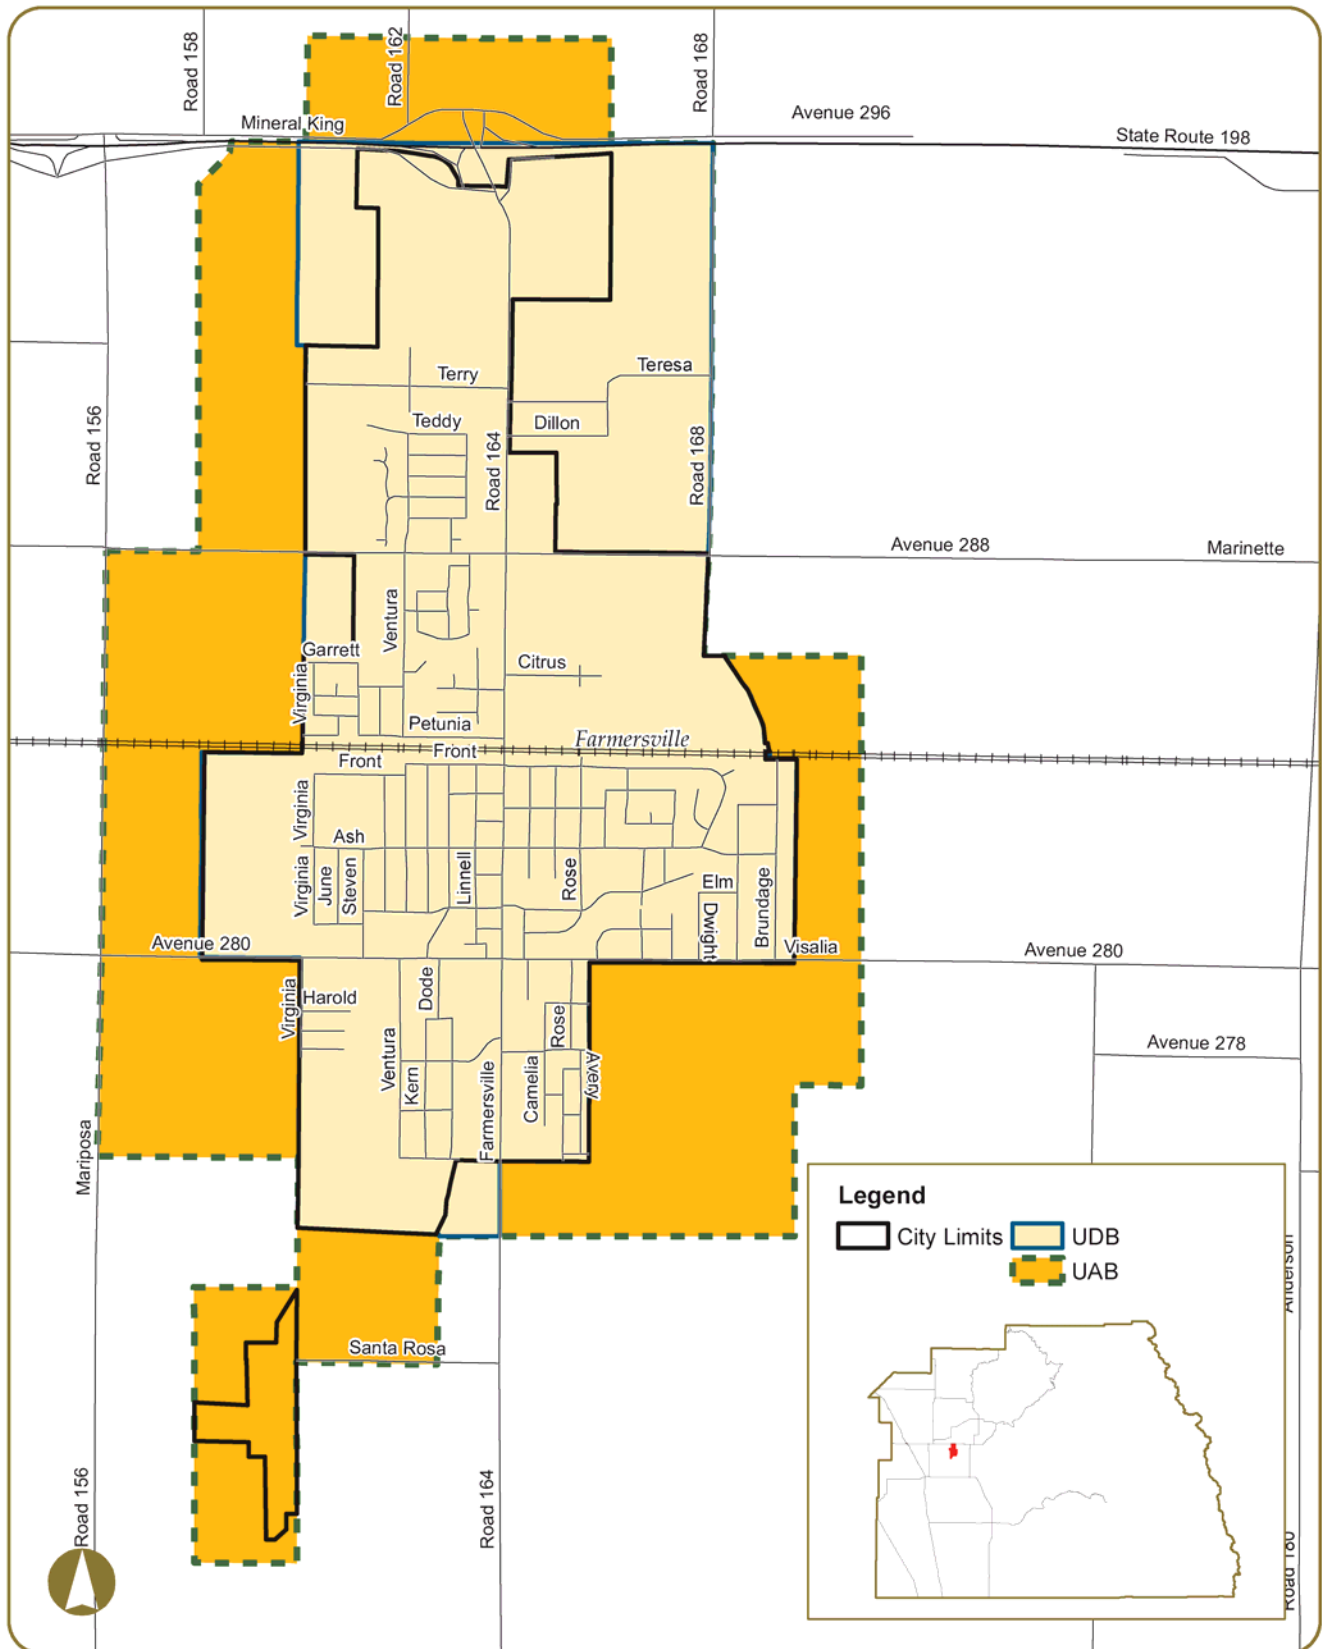 Road 158
Road 162
Road 168
Mineral King
Avenue 296
State Route 198
Terry
Teresa
Teddy
Dillon
Road 156
Road 164
Road 168
Avenue 288
Marinette
Ventura
Garrett
Citrus
Virginia
Petunia
Farmersville
Front
Front
Virginia
Ash
Virginia
June
Steven
Linnell
Rose
Elm
Dwight
Brundage
Avenue 280
Visalia
Avenue 280
Virginia
Harold
Dode
Rose
Ventura
Kern
Farmersville
Camelia
Avery
Avenue 278
Mariposa
Legend
City Limits
UDB
UAB
Anderson
Santa Rosa
Road 156
Road 164
Road 180